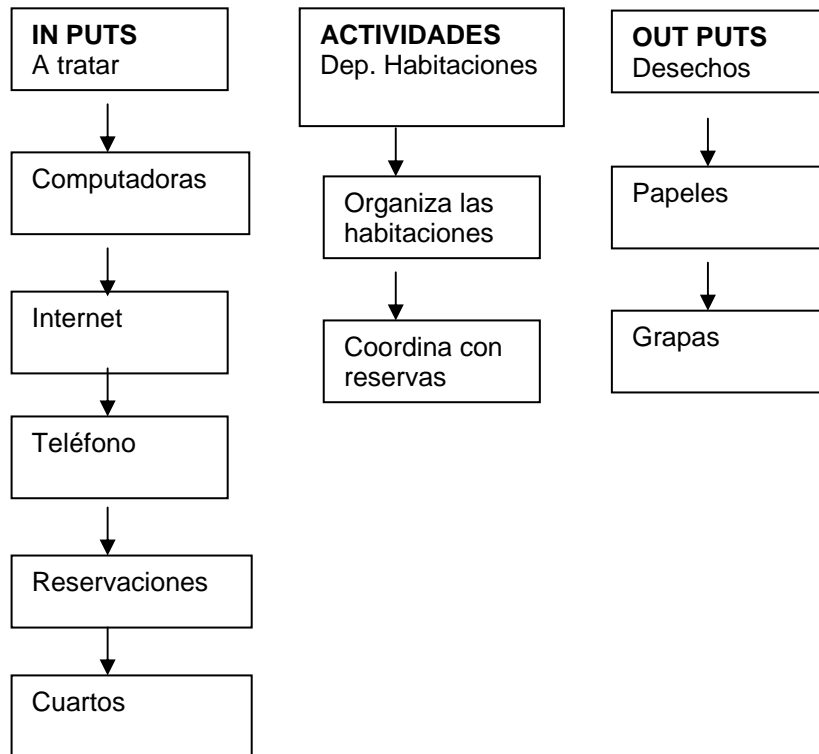 IN PUTS
A tratar
Computadoras
Internet
Teléfono
Reservaciones
Cuartos
ACTIVIDADES
Dep. Habitaciones
Organiza las
habitaciones
Coordina con
reservas
OUT PUTS
Desechos
Papeles
Grapas